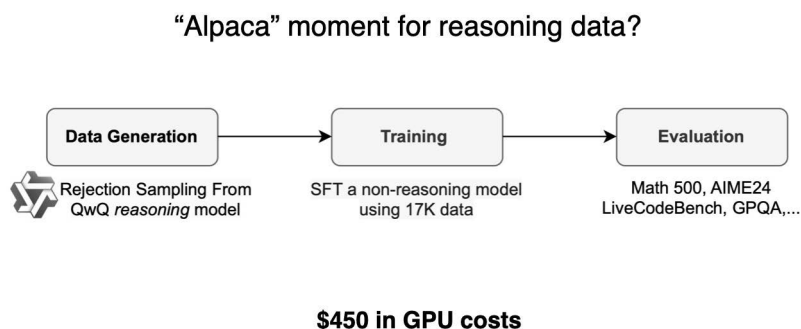 “Alpaca” moment for reasoning data?
Data Generation
Training
Evaluation
Rejection Sampling From
QwQ reasoning model
SFT a non-reasoning model
using 17K data
Math 500, AIME24
LiveCodeBench, GPQA,...
$450 in GPU costs